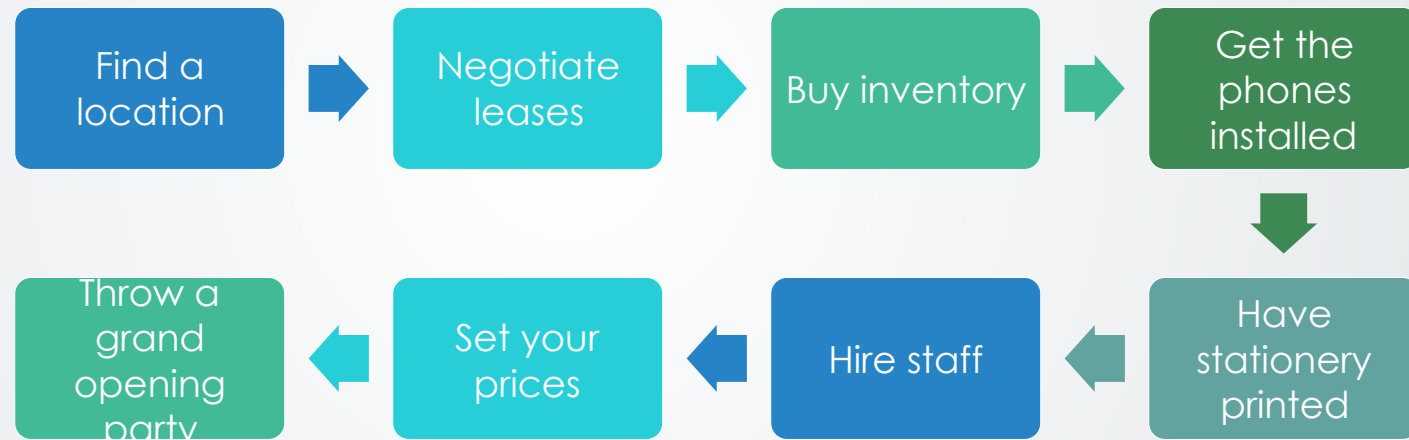 Find a
location
Negotiate
leases
Buy inventory
Get the
phones
installed
Have
stationery
printed
Hire staff
Set your
prices
Throw a
grand
opening
party